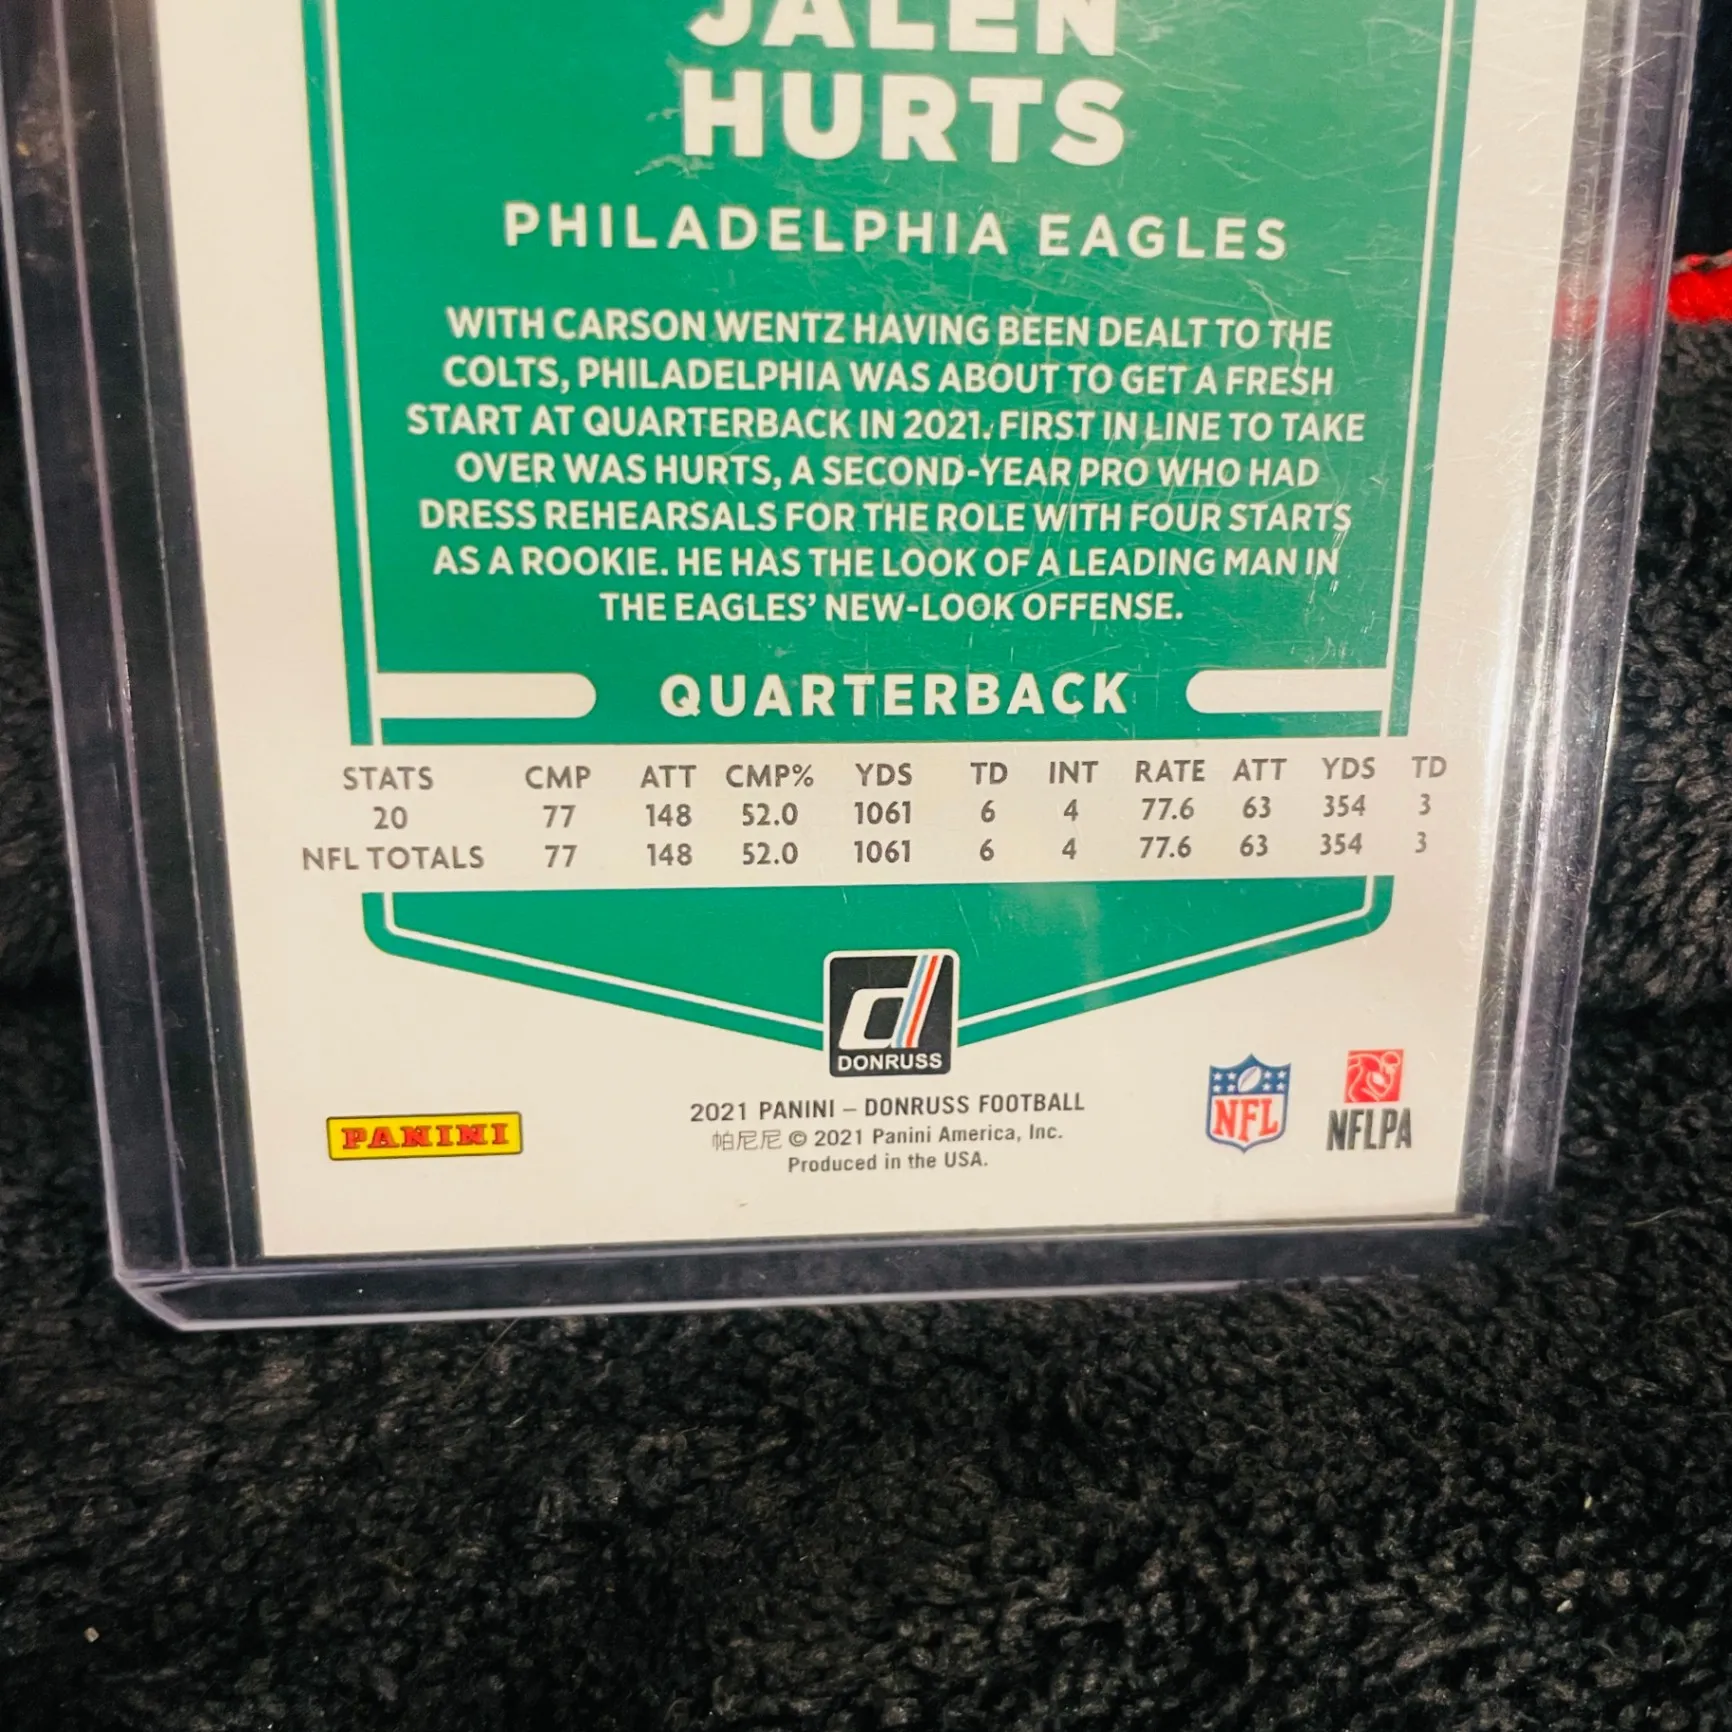 JALEN
HURTS
PHILADELPHIA EAGLES
WITH CARSON WENTZ HAVING BEEN DEALT TO THE
COLTS, PHILADELPHIA WAS ABOUT TO GET A FRESH
START AT QUARTERBACK IN 2021. FIRST IN LINE TO TAKE
OVER WAS HURTS, A SECOND-YEAR PRO WHO HAD
DRESS REHEARSALS FOR THE ROLE WITH FOUR STARTS
AS A ROOKIE. HE HAS THE LOOK OF A LEADING MAN IN
THE EAGLES' NEW-LOOK OFFENSE.
QUARTERBACK
STATS CMP ATT CMP% YDS TD INT RATE ATT YDS TD
20 77 148 52.0 1061 6 4 77.6 63 354 3
NFL TOTALS 77 148 52.0 1061 6 4 77.6 63 354 3
d
DONRUSS
PANINI
2021 PANINI – DONRUSS FOOTBALL
帕尼尼 © 2021 Panini America, Inc.
Produced in the USA.
NFL
NFLPA